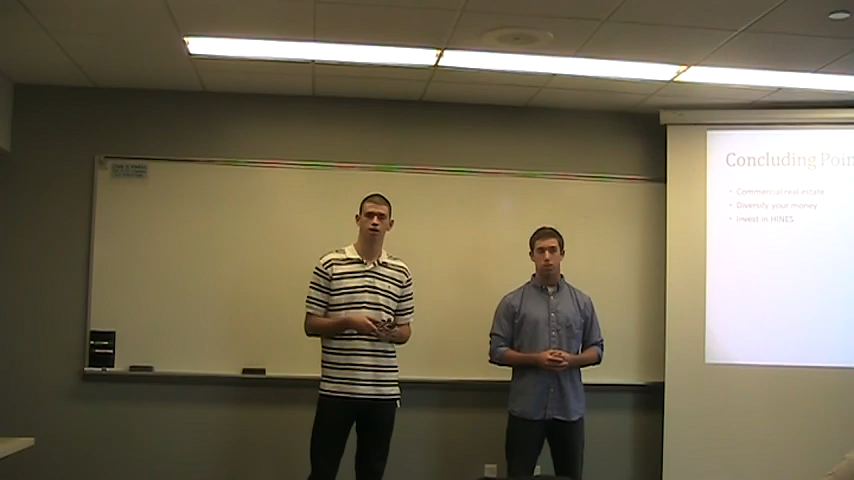 Concluding Poin
• Commercial real estate
• Diversify your money
• Invest in HINES